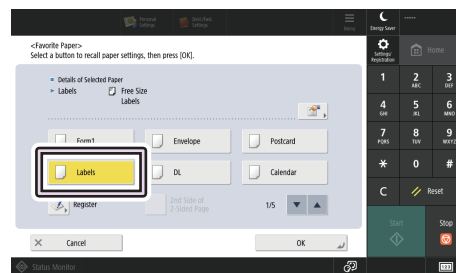 Personal Settings
Send./Fwd. Settings
Menu
Energy Saver
<Favorite Paper>
Select a button to recall paper settings, then press [OK].
Settings/Registration
Home
Details of Selected Paper
Labels
Free Size
Labels
1
2 ABC
3 DEF
4 GHI
5 JKL
6 MNO
Form1
Envelope
Postcard
7 PQRS
8 TUV
9 WXYZ
Labels
DL
Calendar
*
0
#
Register
2nd Side of
2-Sided Page
1/5
C
Reset
Cancel
OK
Start
Stop
Status Monitor
123